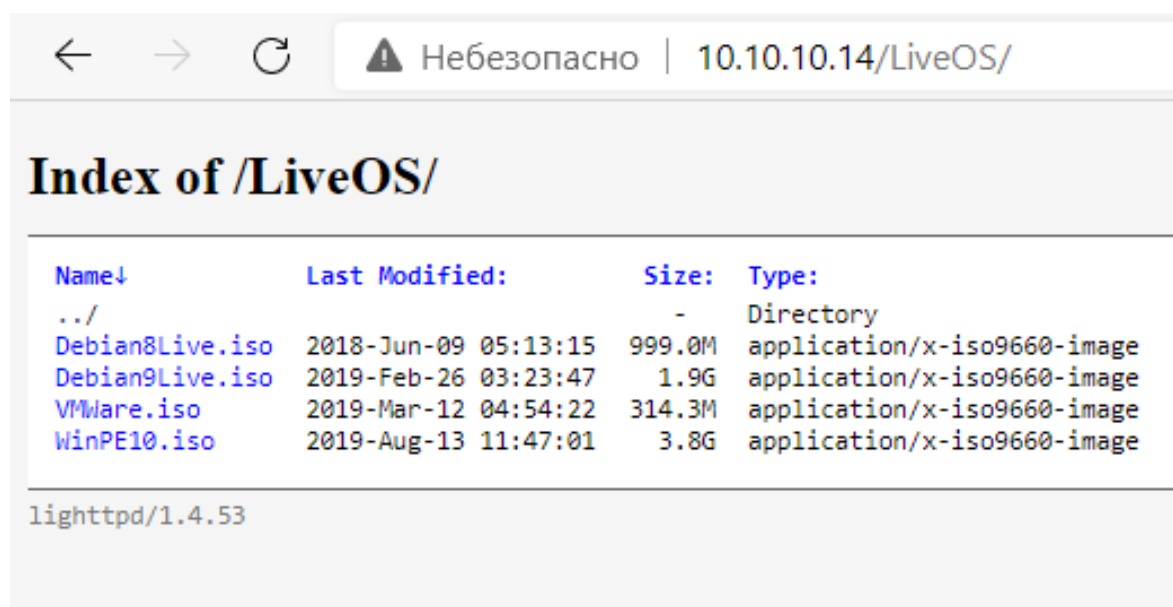 Небезопасно | 10.10.10.14/LiveOS/
Index of /LiveOS/
Name↓ Last Modified: Size: Type:
../ - Directory
Debian8Live.iso 2018-Jun-09 05:13:15 999.0M application/x-iso9660-image
Debian9Live.iso 2019-Feb-26 03:23:47 1.9G application/x-iso9660-image
VMWare.iso 2019-Mar-12 04:54:22 314.3M application/x-iso9660-image
WinPE10.iso 2019-Aug-13 11:47:01 3.8G application/x-iso9660-image
lighttpd/1.4.53